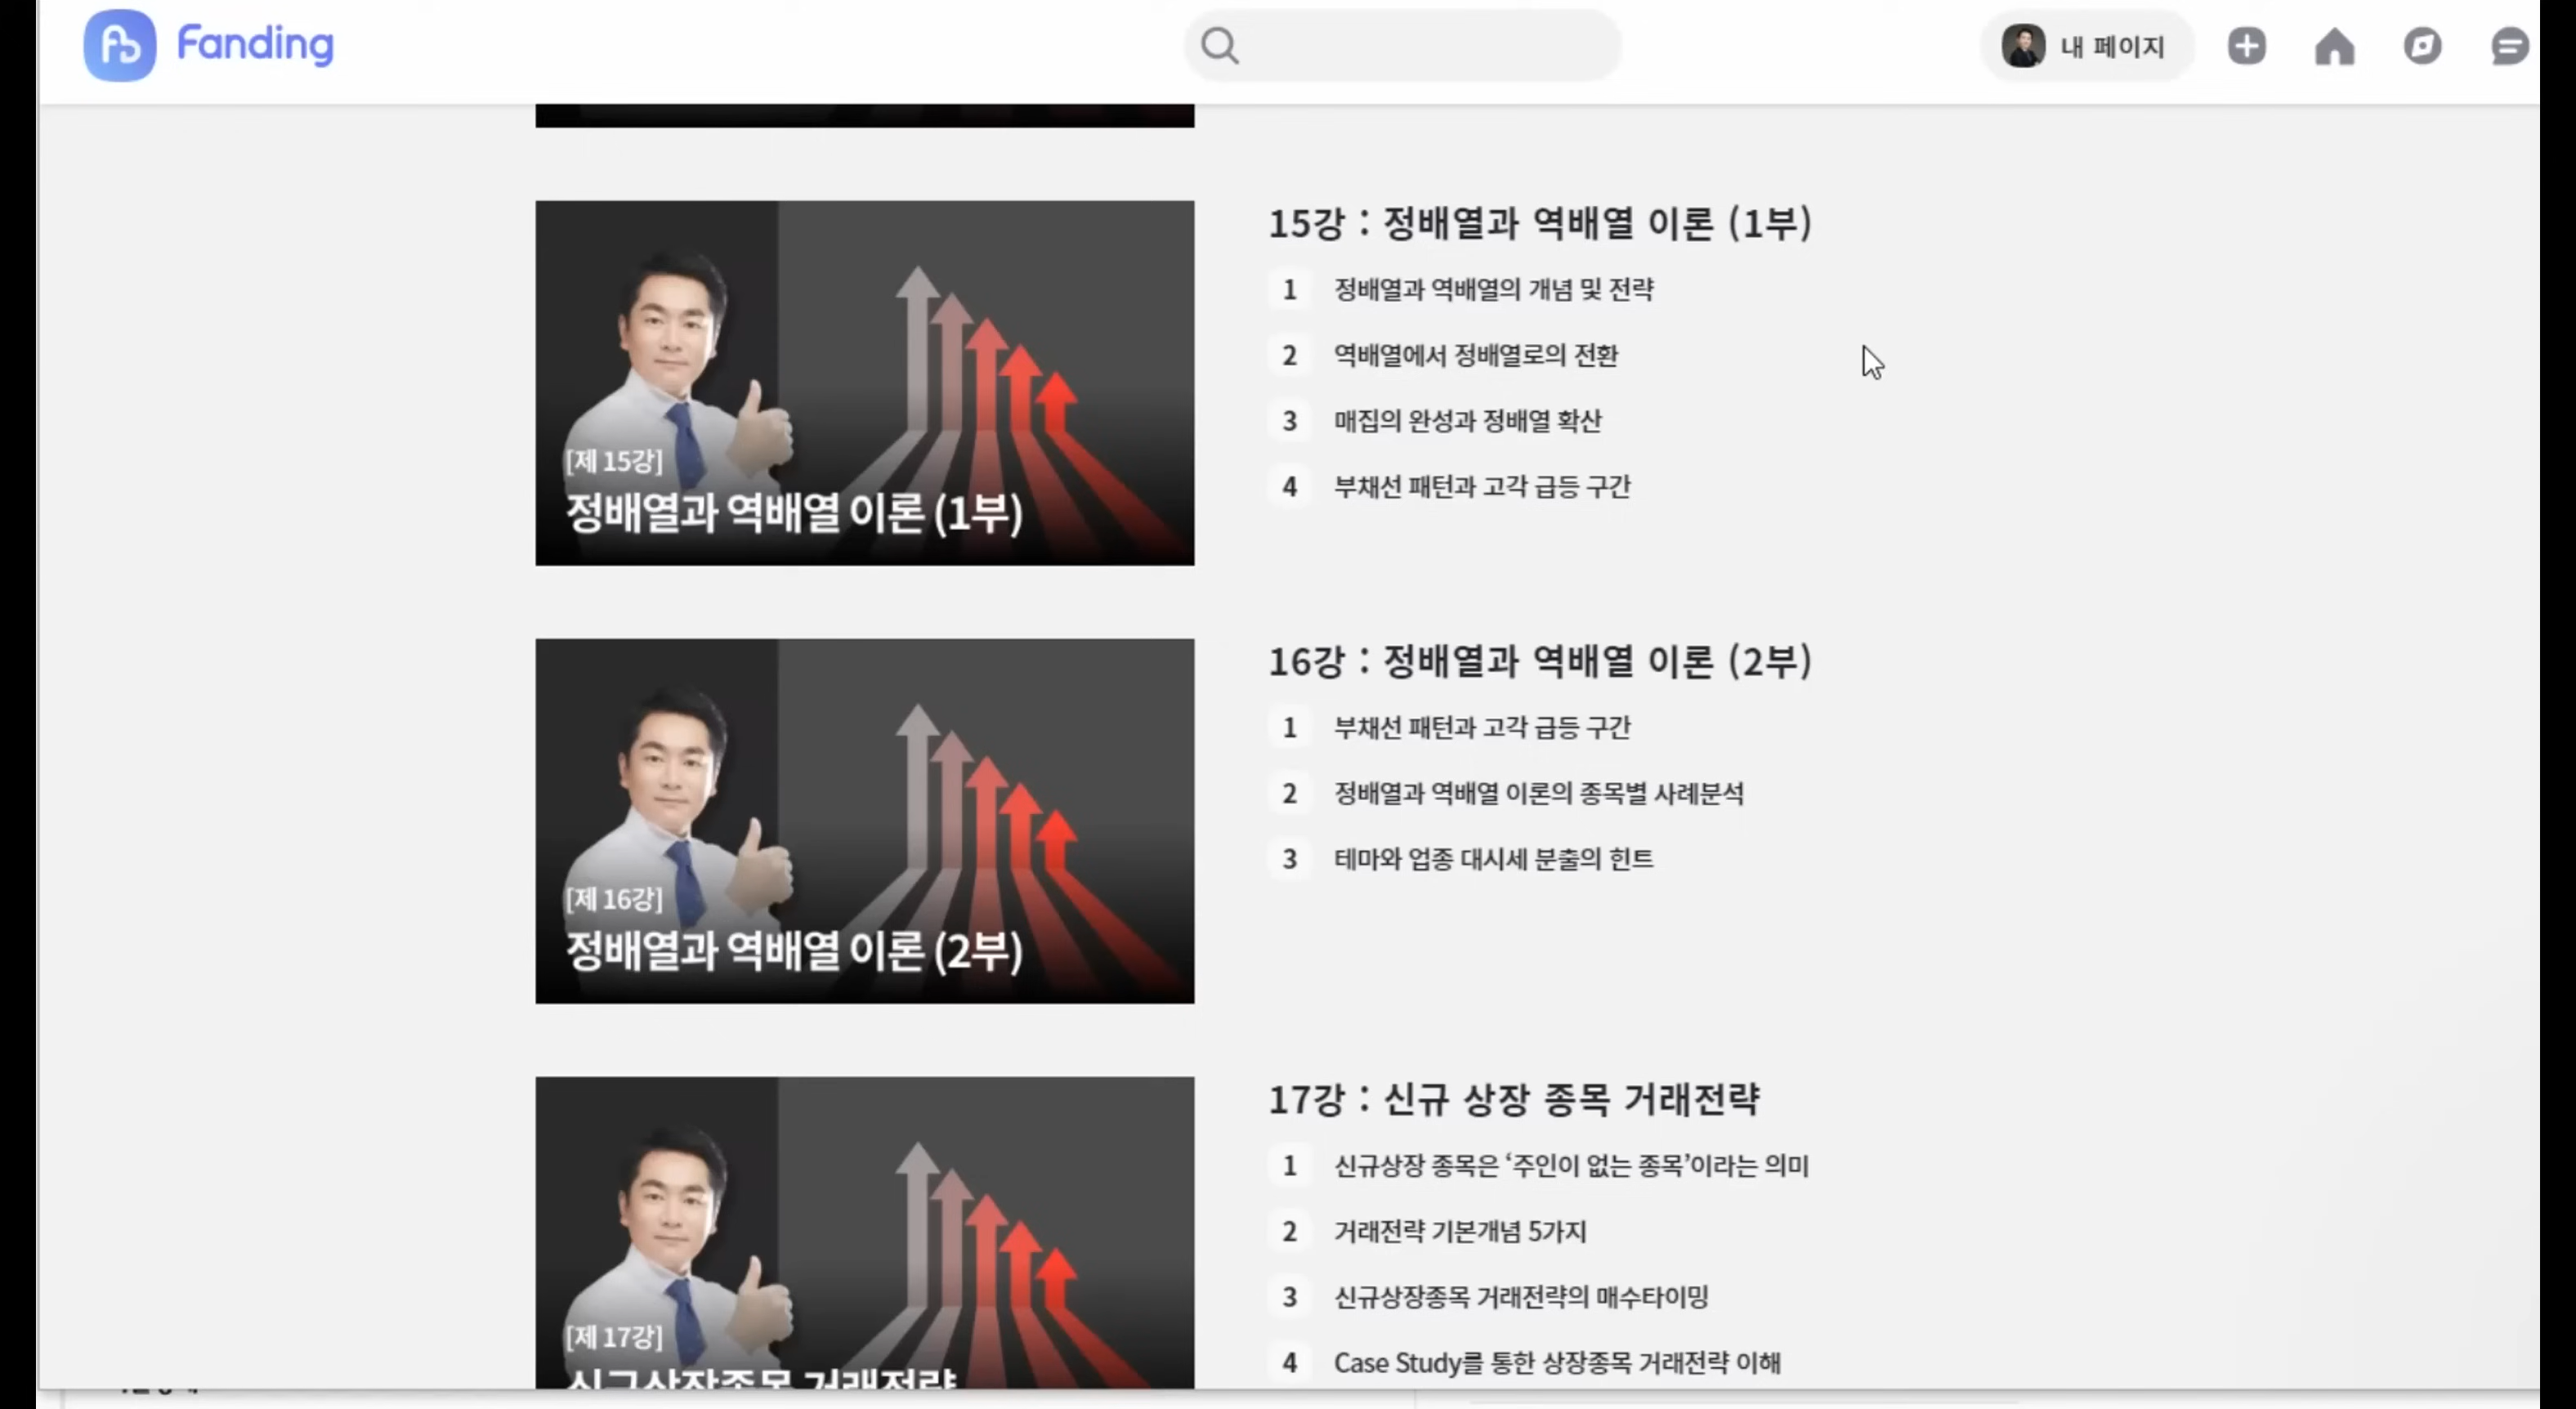 Fanding
내 페이지
[제 15강]
정배열과 역배열 이론 (1부)
15강 : 정배열과 역배열 이론 (1부)
1 정배열과 역배열의 개념 및 전략
2 역배열에서 정배열로의 전환
3 매집의 완성과 정배열 확산
4 부채선 패턴과 고각 급등 구간
[제 16강]
정배열과 역배열 이론 (2부)
16강 : 정배열과 역배열 이론 (2부)
1 부채선 패턴과 고각 급등 구간
2 정배열과 역배열 이론의 종목별 사례분석
3 테마와 업종 대시세 분출의 힌트
[제 17강]
신규상장종목 거래전략
17강 : 신규 상장 종목 거래전략
1 신규상장 종목은 ‘주인이 없는 종목’이라는 의미
2 거래전략 기본개념 5가지
3 신규상장종목 거래전략의 매수타이밍
4 Case Study를 통한 상장종목 거래전략 이해